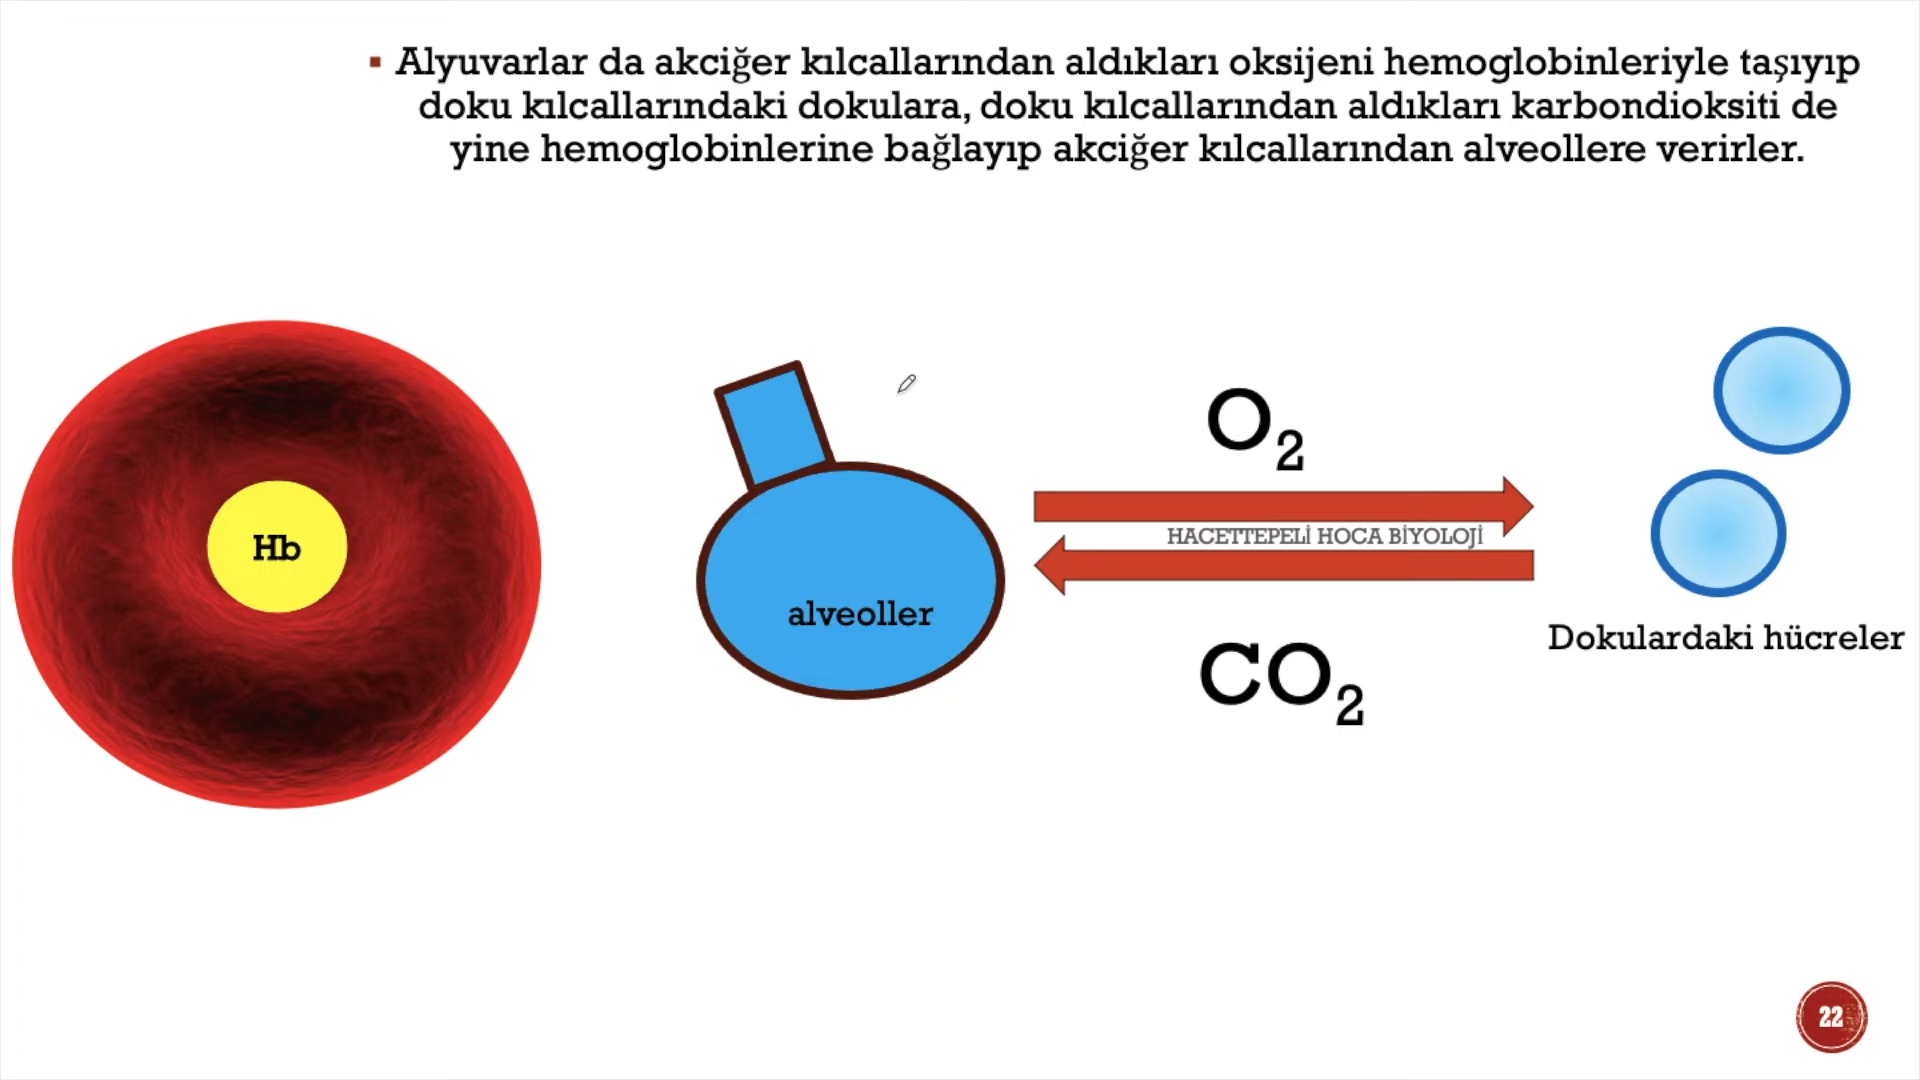 Alyuvarlar da akciğer kılcallarından aldıkları oksijeni hemoglobinleriyle taşıyıp
doku kılcallarındaki dokulara, doku kılcallarından aldıkları karbondioksiti de
yine hemoglobinlerine bağlayıp akciğer kılcallarından alveollere verirler.
Hb
alveoller
O₂
HACETTEPELİ HOCA BİYOLOJİ
CO₂
Dokulardaki hücreler
22